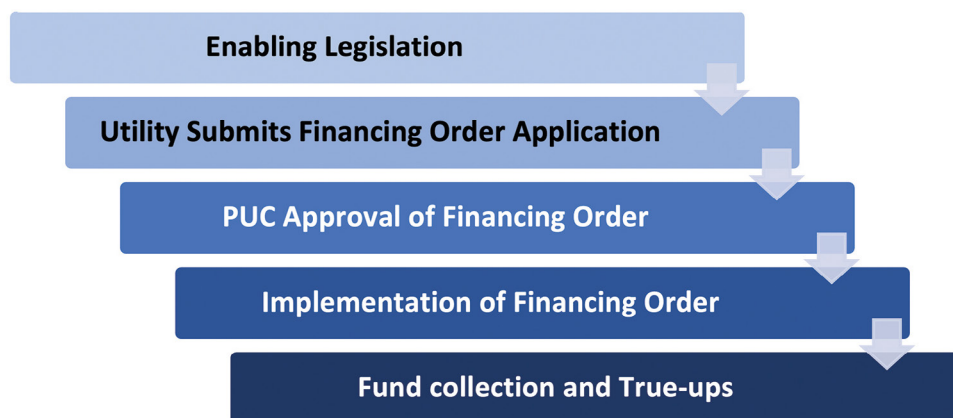 Enabling Legislation
Utility Submits Financing Order Application
PUC Approval of Financing Order
Implementation of Financing Order
Fund collection and True-ups